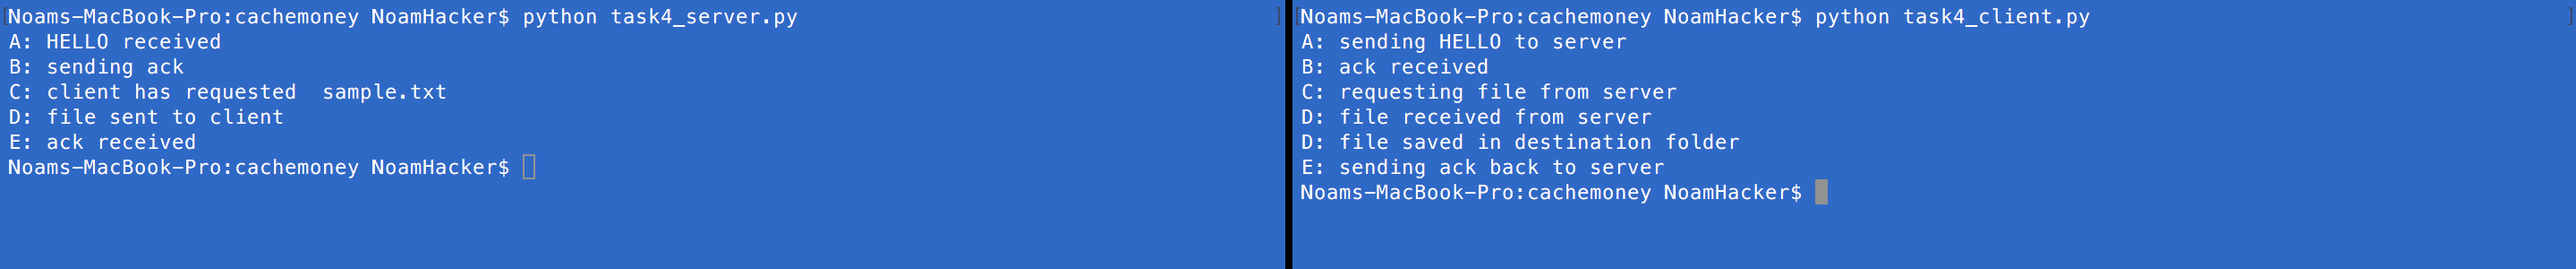 Noams-MacBook-Pro:cachemoney NoamHacker$ python task4_server.py
A: HELLO received
B: sending ack
C: client has requested  sample.txt
D: file sent to client
E: ack received
Noams-MacBook-Pro:cachemoney NoamHacker$
Noams-MacBook-Pro:cachemoney NoamHacker$ python task4_client.py
A: sending HELLO to server
B: ack received
C: requesting file from server
D: file received from server
D: file saved in destination folder
E: sending ack back to server
Noams-MacBook-Pro:cachemoney NoamHacker$